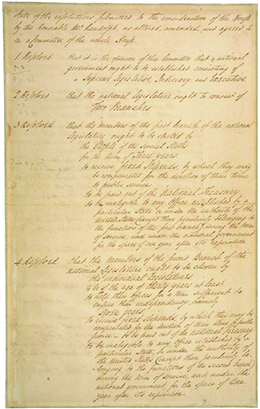 State of the resolutions submitted to the consideration of the House
by the honorable Mr. Randolph, as altered, amended, and agreed to
in a Committee of the whole House.
1 Resolved that it is the opinion of this Committee that a national
government ought to be established consisting of
a Supreme Legislative, Judiciary, and Executive.
2. Resolved that the national Legislature ought to consist of
Two Branches.
3 Resolved that the members of the first branch of the national
Legislature ought to be elected by
the People of the several States
for the term of Three years.
to receive fixed stipends, by which they may
be compensated for the devotion of their time
to public service
to be paid out of the National Treasury.
to be ineligible to any Office established by a
particular State or under the authority of the
United States (except those peculiarly belonging to
the functions of the first branch) during the term
of service, and under the national government
for the space of one year after its expiration.
4 Resolved that the members of the second Branch of the
national Legislature ought to be chosen by
the individual Legislatures.
to be of the age of thirty years at least.
to hold their offices for a term sufficient to
ensure their independency, namely
seven years.
to receive fixed stipends, by which they may be
compensated for the devotion of their time to public
service - to be paid out of the National Treasury
to be ineligible to any Office established by a
particular State, or under the authority of
the United States (except those peculiarly be-
longing to the functions of the second branch)
during the term of service, and under the
national government, for the space of One
year after its expiration.